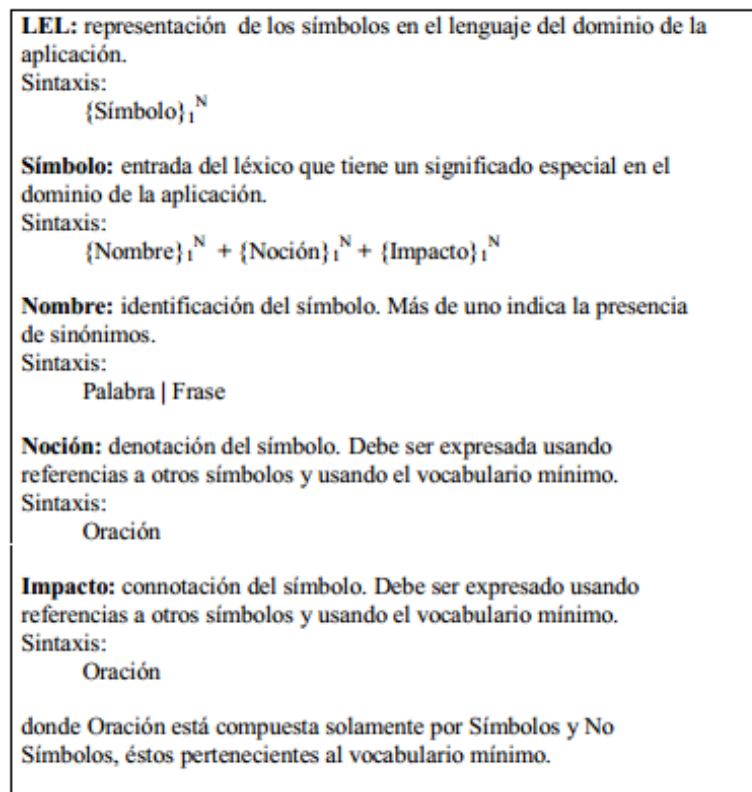 LEL: representación de los símbolos en el lenguaje del dominio de la
aplicación.
Sintaxis:
{Símbolo}₁ᴺ
Símbolo: entrada del léxico que tiene un significado especial en el
dominio de la aplicación.
Sintaxis:
{Nombre}₁ᴺ + {Noción}₁ᴺ + {Impacto}₁ᴺ
Nombre: identificación del símbolo. Más de uno indica la presencia
de sinónimos.
Sintaxis:
Palabra | Frase
Noción: denotación del símbolo. Debe ser expresada usando
referencias a otros símbolos y usando el vocabulario mínimo.
Sintaxis:
Oración
Impacto: connotación del símbolo. Debe ser expresado usando
referencias a otros símbolos y usando el vocabulario mínimo.
Sintaxis:
Oración
donde Oración está compuesta solamente por Símbolos y No
Símbolos, éstos pertenecientes al vocabulario mínimo.